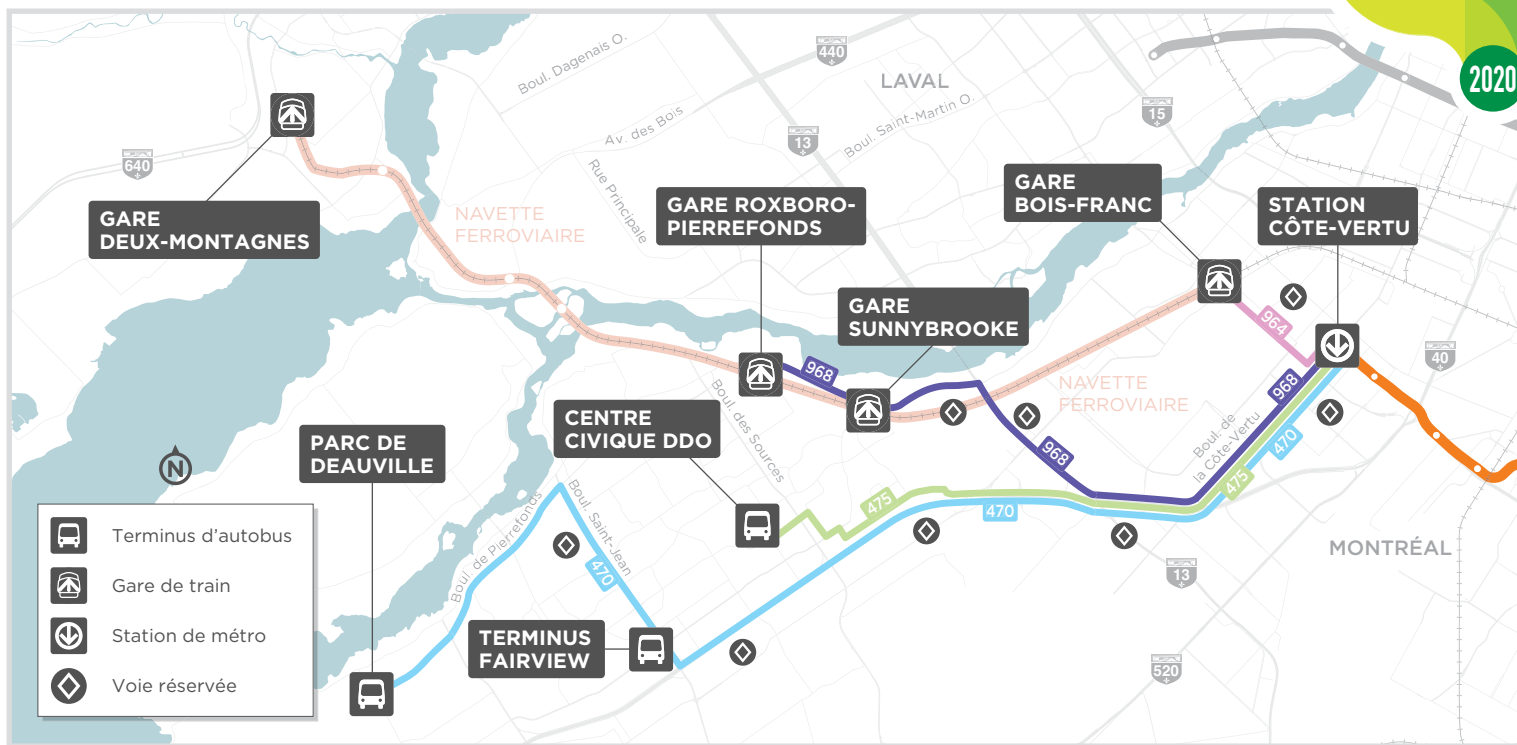 2020
Boul. Dagenais O.
440
LAVAL
Boul. Saint-Martin O.
15
Av. des Bois
13
640
Rue Principale
GARE
DEUX-MONTAGNES
NAVETTE
FERROVIAIRE
GARE ROXBORO-
PIERREFONDS
GARE
BOIS-FRANC
STATION
CÔTE-VERTU
GARE
SUNNYBROOKE
964
40
968
NAVETTE
FERROVIAIRE
968
Boul. des Sources
CENTRE
CIVIQUE DDO
PARC DE
DEAUVILLE
N
Boul. de
la Côte-Vertu
470
475
968
475
470
Boul. de Pierrefonds
Boul. Saint-Jean
470
MONTRÉAL
13
520
TERMINUS
FAIRVIEW
Terminus d'autobus
Gare de train
Station de métro
Voie réservée